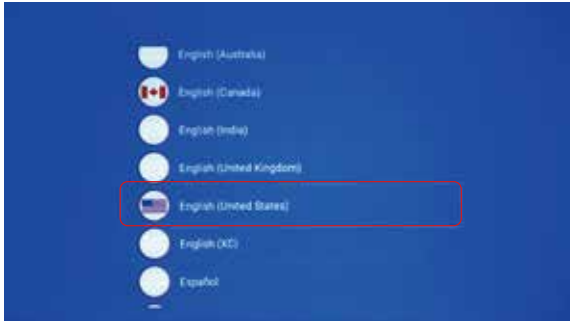 English (Australia)
English (Canada)
English (India)
English (United Kingdom)
English (United States)
English (XC)
Español